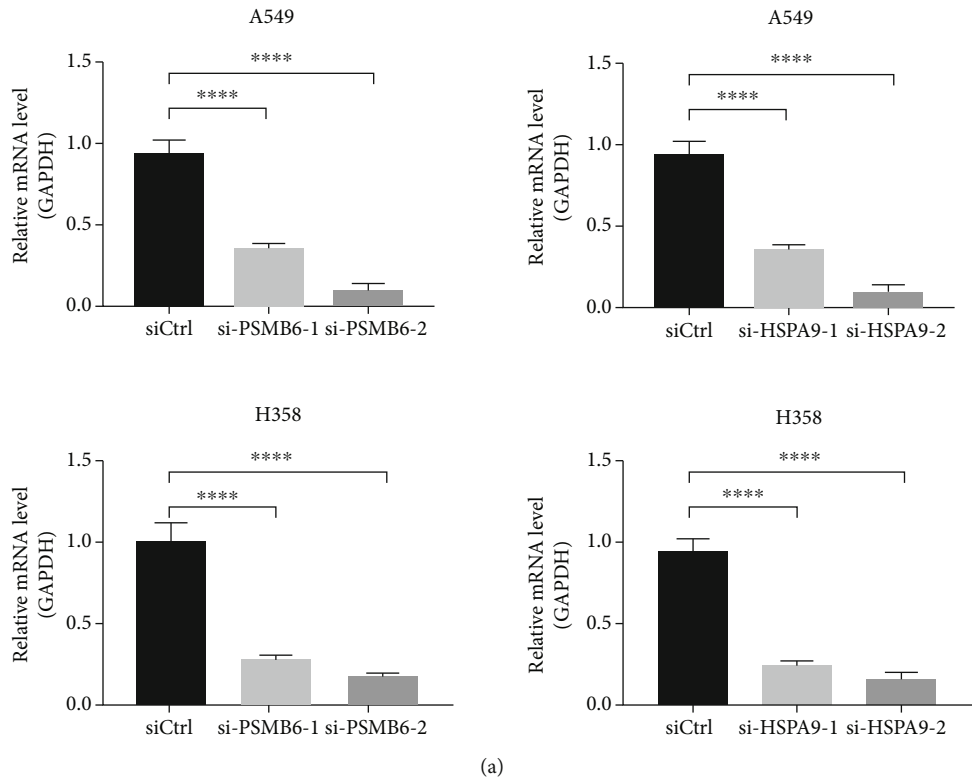 A549
Relative mRNA level
(GAPDH)
1.5
1.0
0.5
0.0
****
****
siCtrl
si-PSMB6-1
si-PSMB6-2
A549
Relative mRNA level
(GAPDH)
1.5
1.0
0.5
0.0
****
****
siCtrl
si-HSPA9-1
si-HSPA9-2
H358
Relative mRNA level
(GAPDH)
1.5
1.0
0.5
0.0
****
****
siCtrl
si-PSMB6-1
si-PSMB6-2
H358
Relative mRNA level
(GAPDH)
1.5
1.0
0.5
0.0
****
****
siCtrl
si-HSPA9-1
si-HSPA9-2
(a)